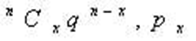 ⁿ C ₓ q ⁿ ⁻ ˣ , p ₓ